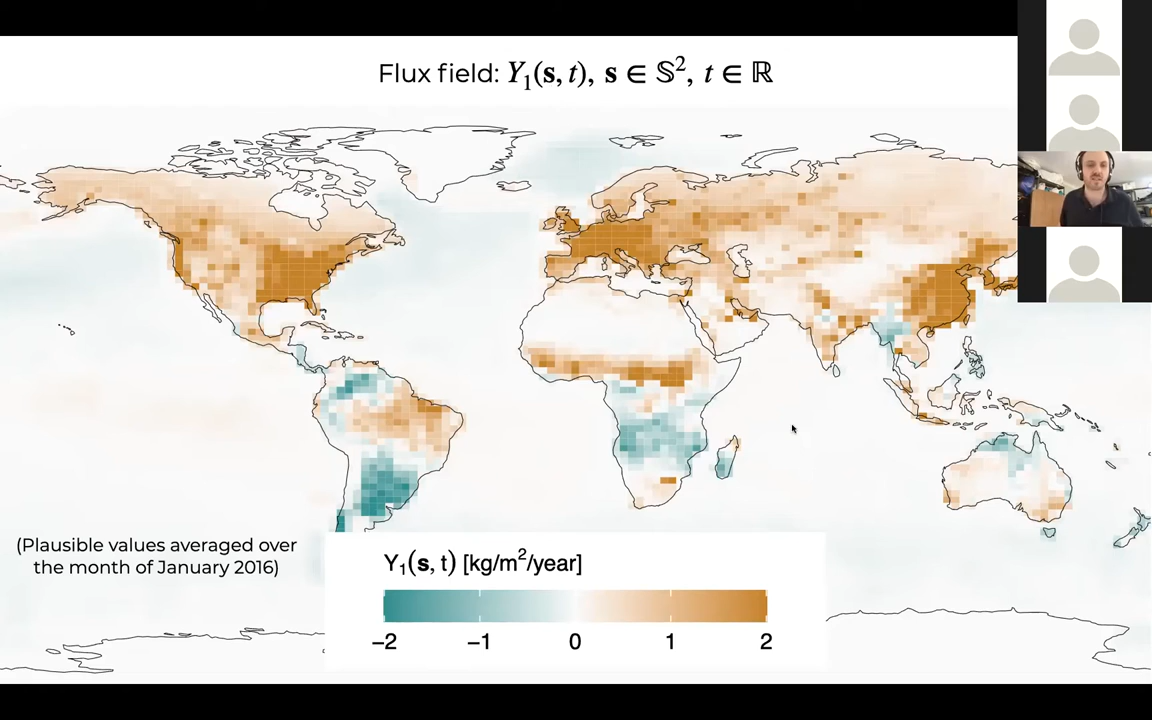 Flux field: Y₁(s, t), s ∈ 𝕊², t ∈ ℝ
(Plausible values averaged over
the month of January 2016)
Y₁(s, t) [kg/m²/year]
−2 −1 0 1 2